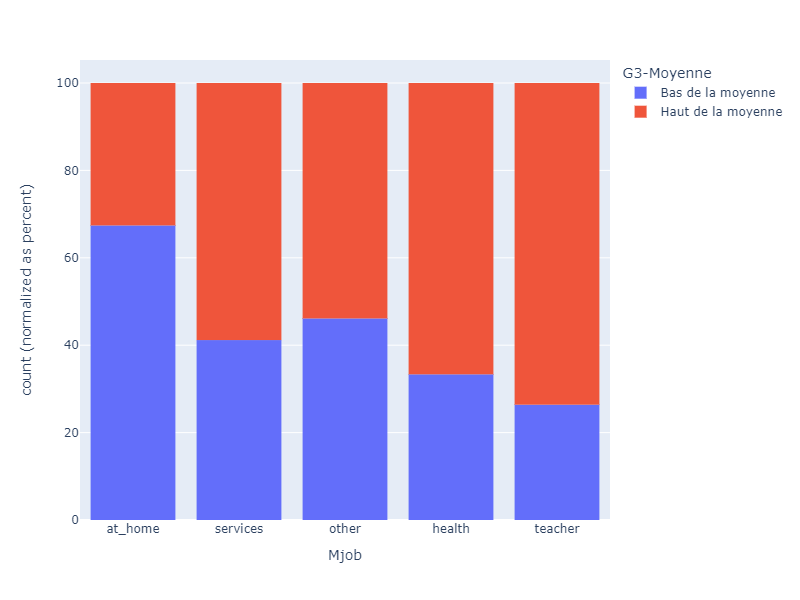 G3-Moyenne
Bas de la moyenne
Haut de la moyenne
count (normalized as percent)
100
80
60
40
20
0
at_home services other health teacher
Mjob